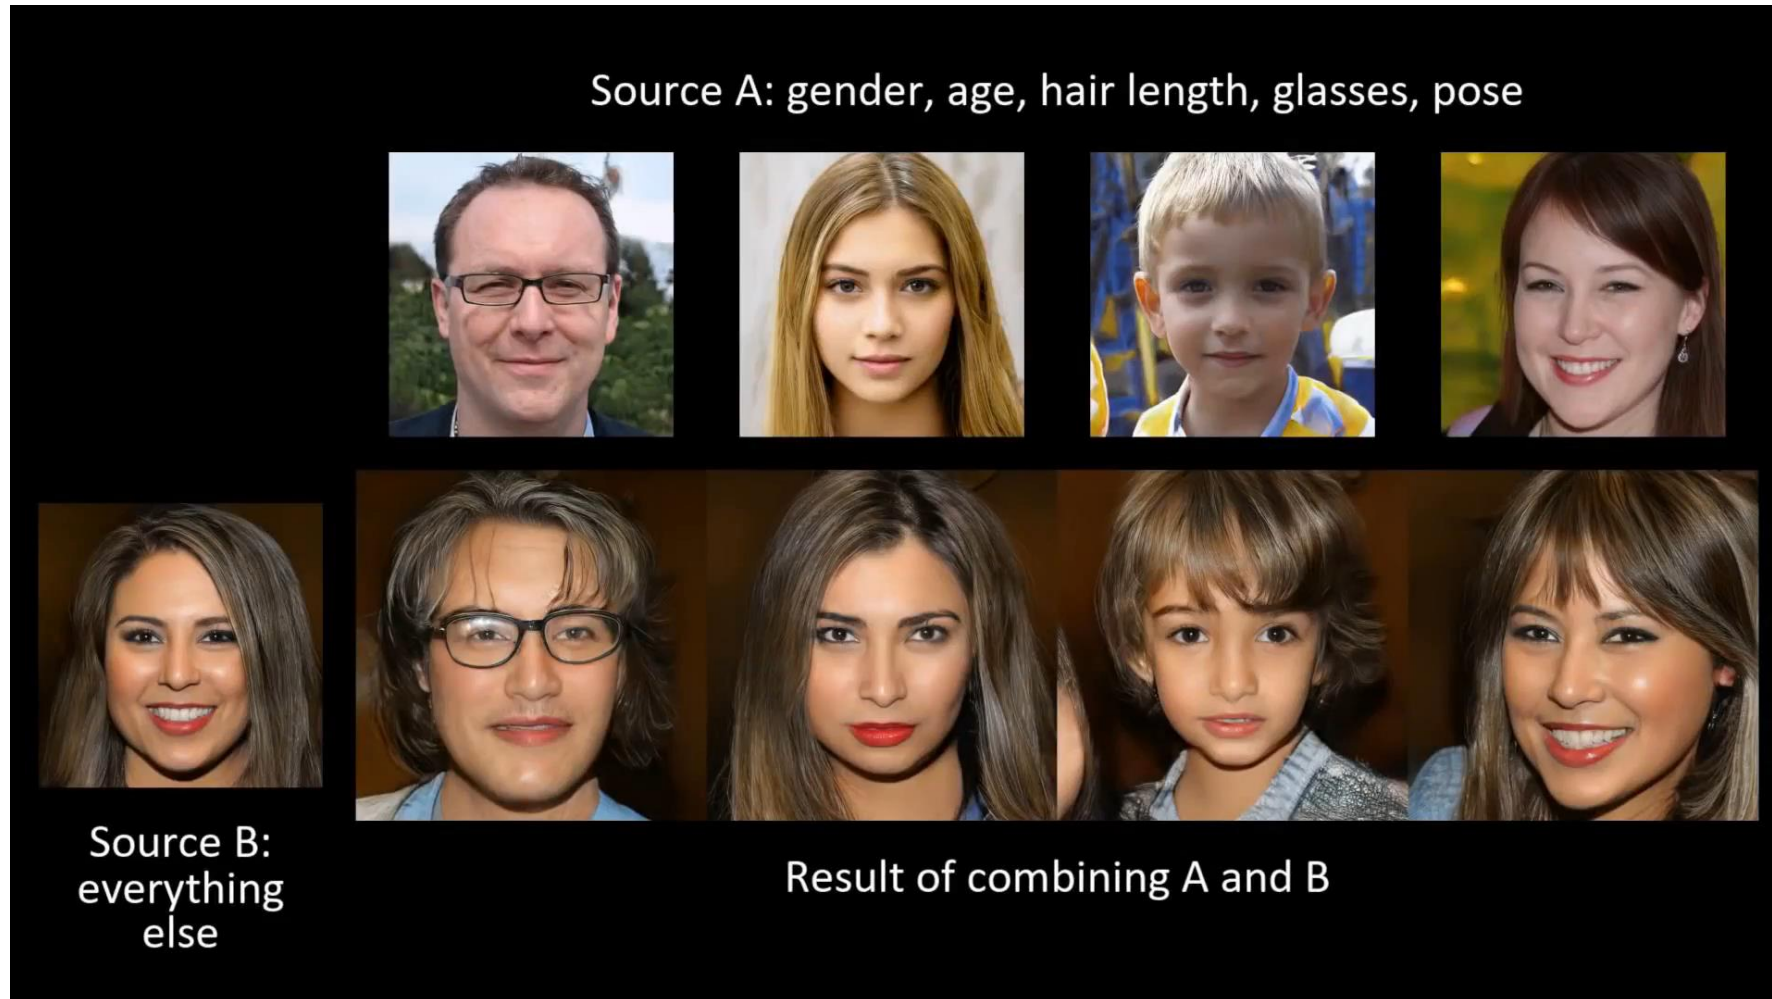 Source A: gender, age, hair length, glasses, pose
Source B:
everything
else
Result of combining A and B